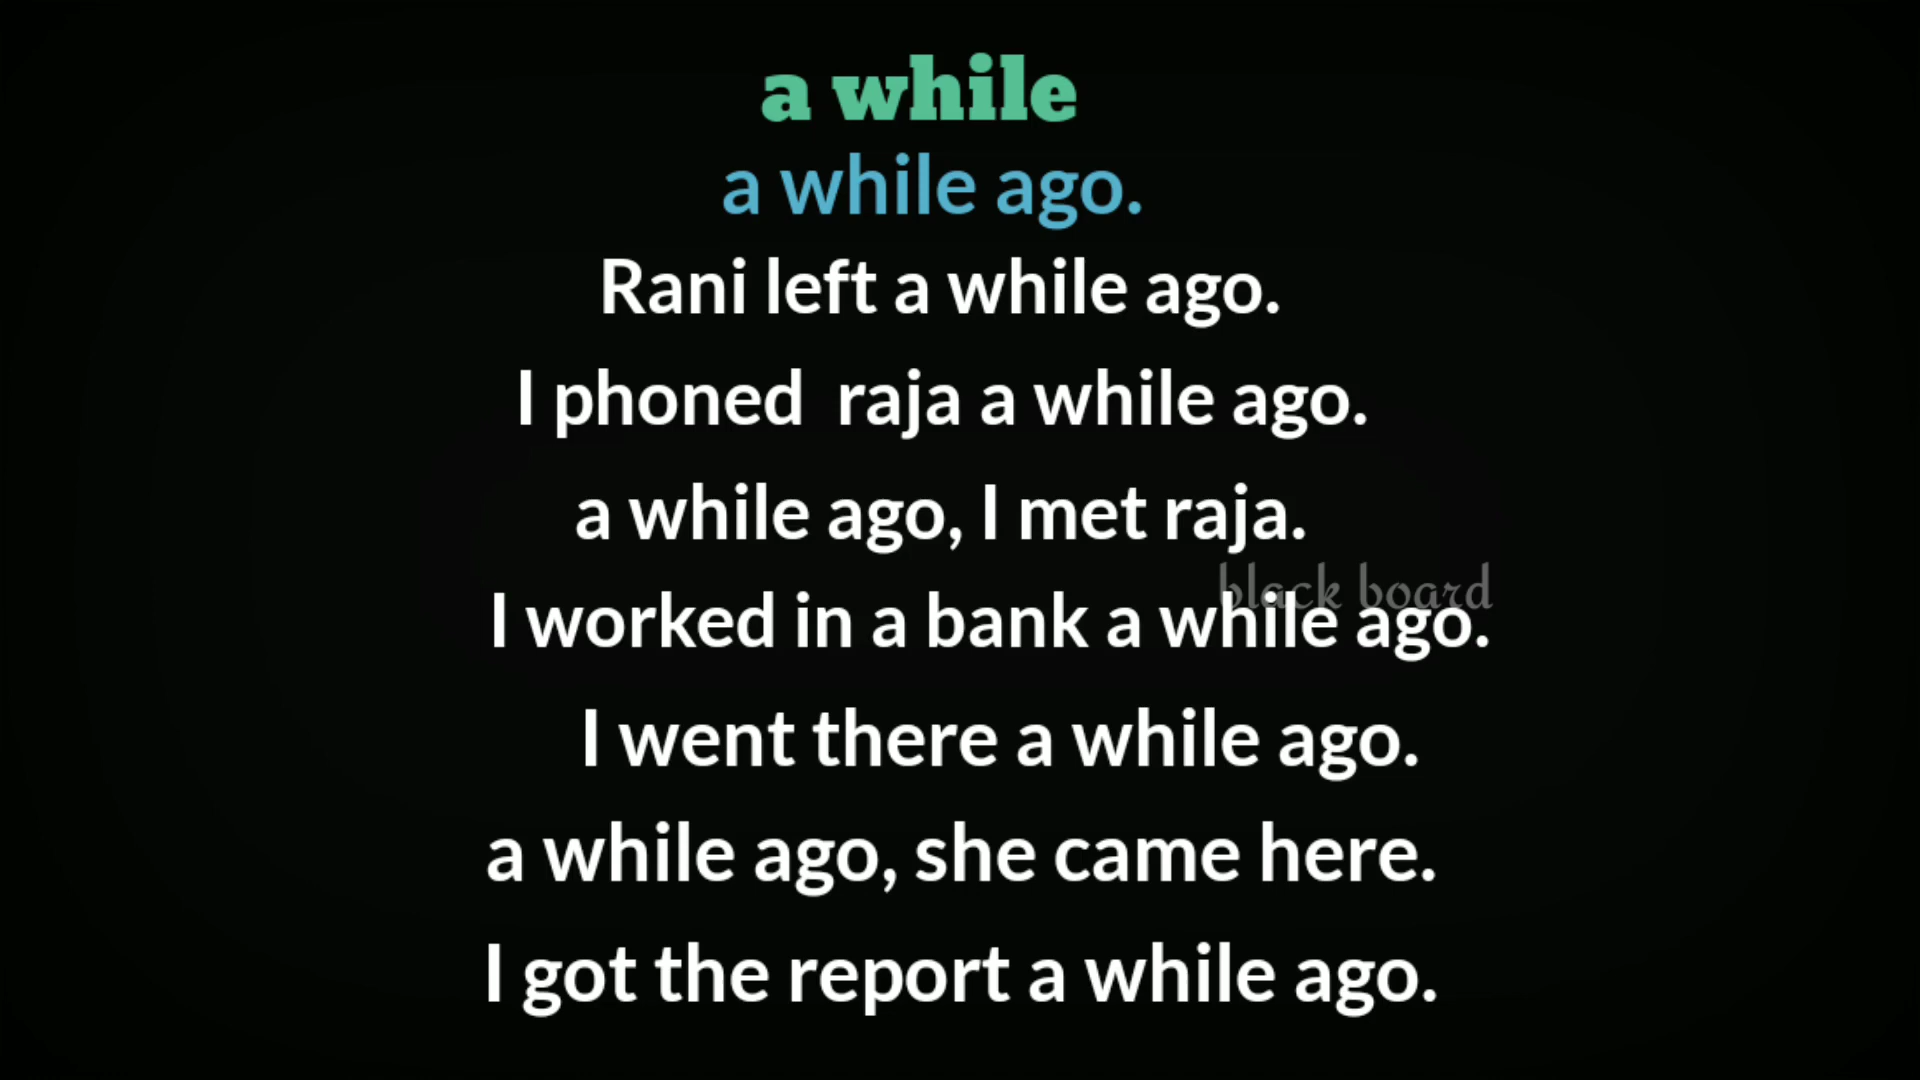 a while
a while ago.
Rani left a while ago.
I phoned  raja a while ago.
a while ago, I met raja.
black board
I worked in a bank a while ago.
I went there a while ago.
a while ago, she came here.
I got the report a while ago.